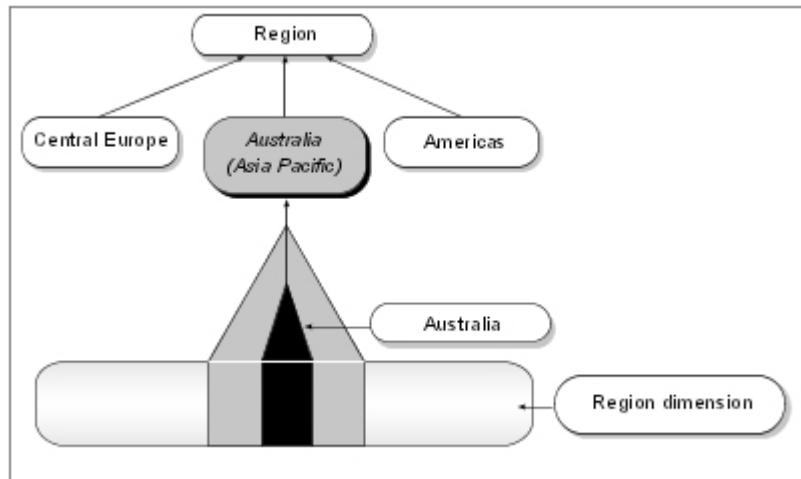 Region
Central Europe
Australia
(Asia Pacific)
Americas
Australia
Region dimension